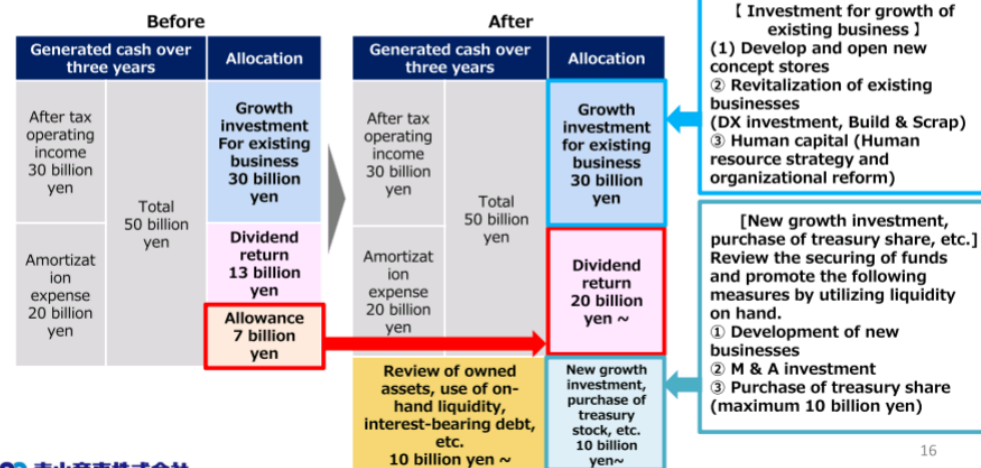 Before
Generated cash over
three years
Allocation
After tax
operating
income
30 billion
yen
Total
50 billion
yen
Amortizat
ion
expense
20 billion
yen
Growth
investment
For existing
business
30 billion
yen
Dividend
return
13 billion
yen
Allowance
7 billion
yen
After
Generated cash over
three years
Allocation
After tax
operating
income
30 billion
yen
Total
50 billion
yen
Amortizat
ion
expense
20 billion
yen
Growth
investment
for existing
business
30 billion
yen
Dividend
return
20 billion
yen ~
Review of owned
assets, use of on-
hand liquidity,
interest-bearing debt,
etc.
10 billion yen ~
New growth
investment,
purchase of
treasury
stock, etc.
10 billion
yen~
【 Investment for growth of
existing business 】
(1) Develop and open new
concept stores
② Revitalization of existing
businesses
(DX investment, Build & Scrap)
③ Human capital (Human
resource strategy and
organizational reform)
[New growth investment,
purchase of treasury share, etc.]
Review the securing of funds
and promote the following
measures by utilizing liquidity
on hand.
① Development of new
businesses
② M & A investment
③ Purchase of treasury share
(maximum 10 billion yen)
16